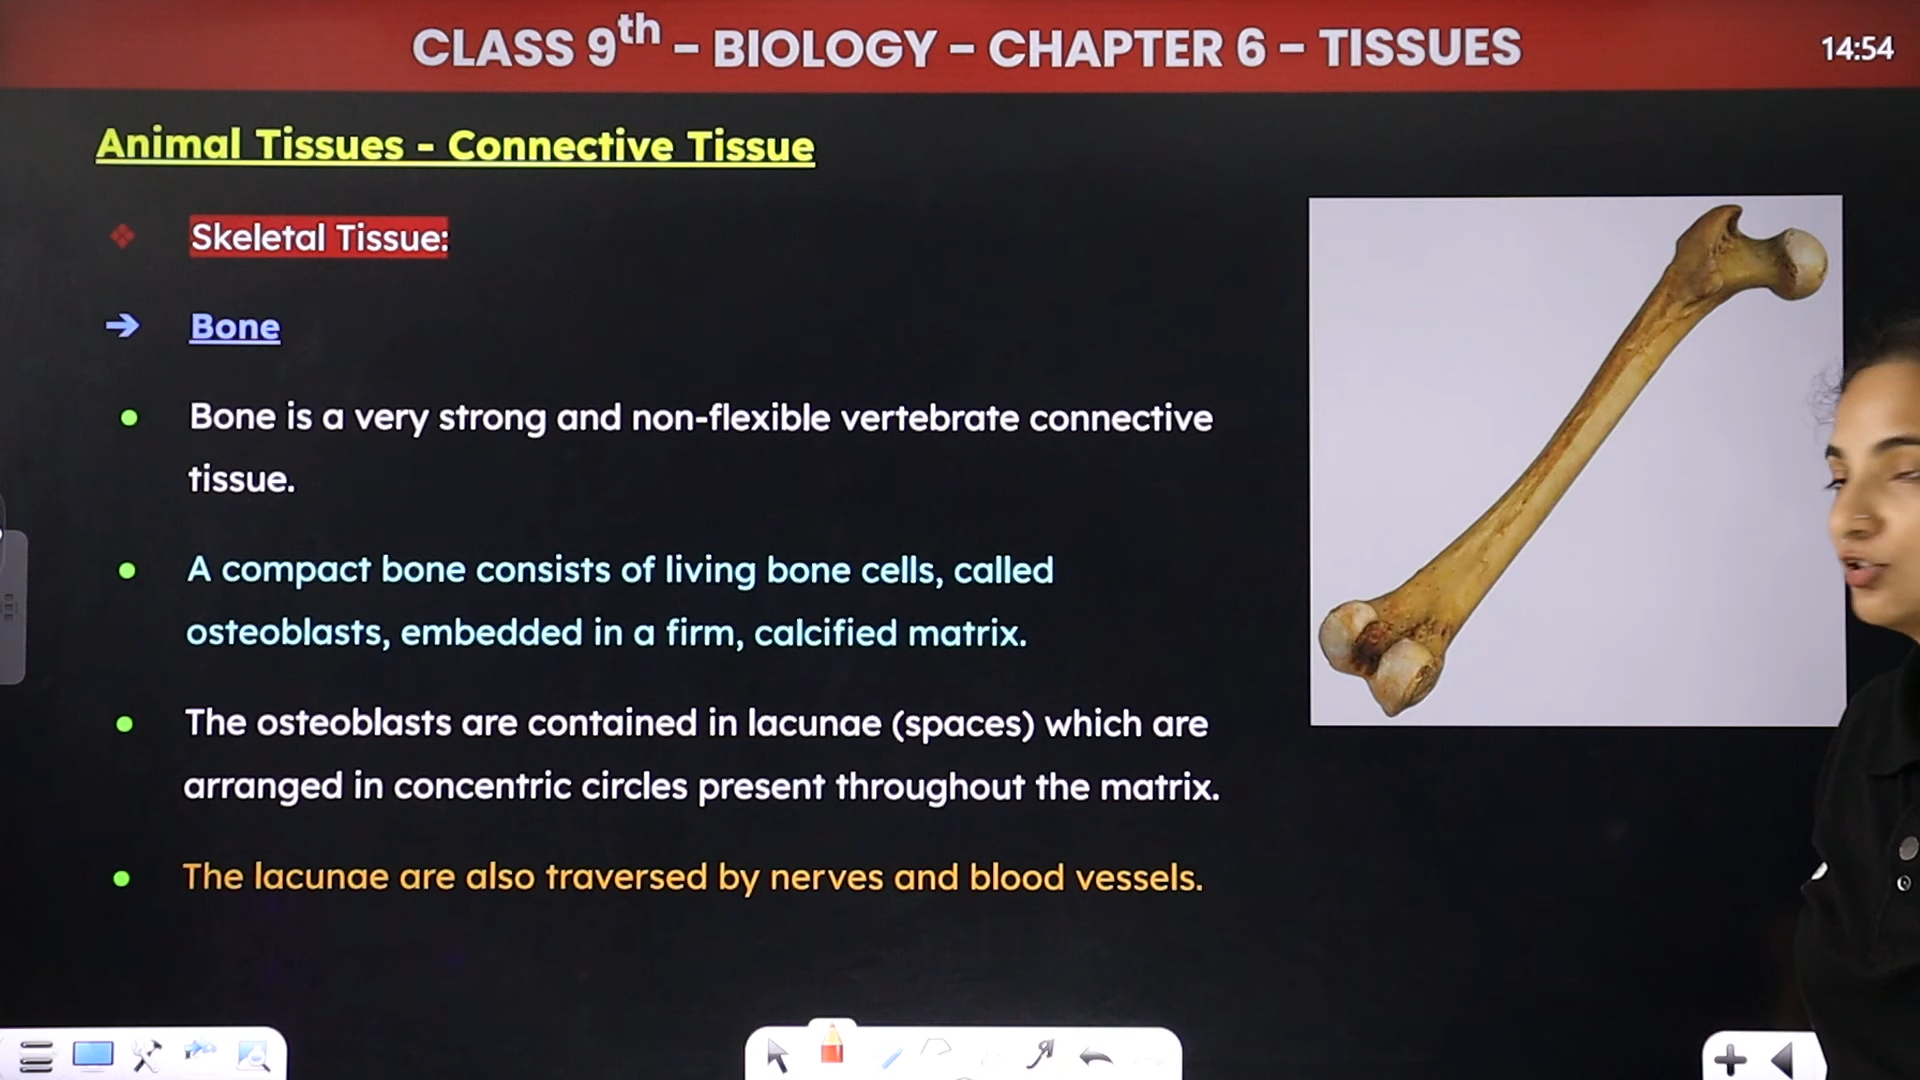 CLASS 9th – BIOLOGY – CHAPTER 6 – TISSUES
14:54
Animal Tissues - Connective Tissue
Skeletal Tissue:
Bone
Bone is a very strong and non-flexible vertebrate connective
tissue.
A compact bone consists of living bone cells, called
osteoblasts, embedded in a firm, calcified matrix.
The osteoblasts are contained in lacunae (spaces) which are
arranged in concentric circles present throughout the matrix.
The lacunae are also traversed by nerves and blood vessels.